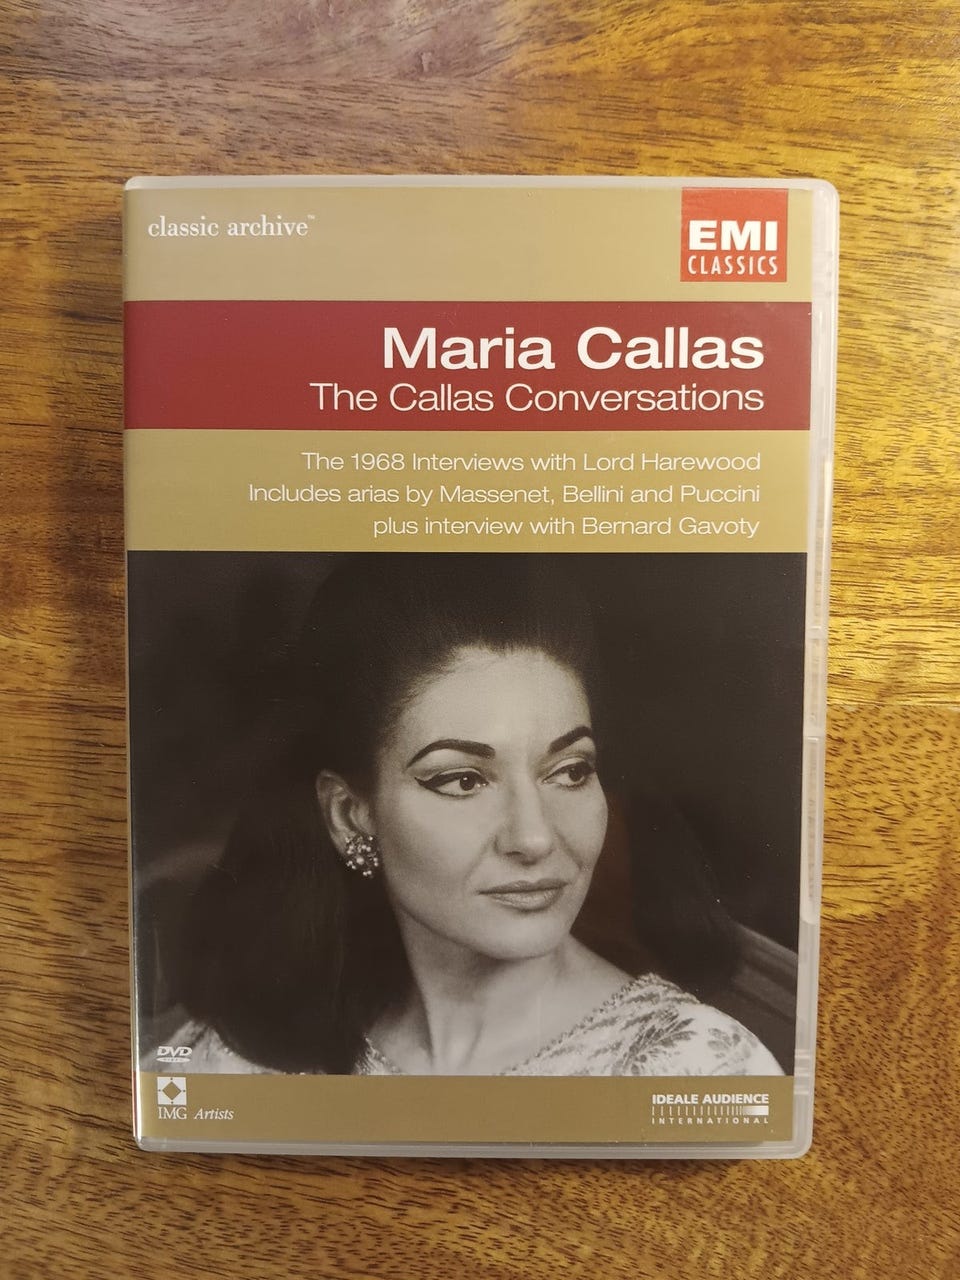 classic archive™
EMI
CLASSICS
Maria Callas
The Callas Conversations
The 1968 Interviews with Lord Harewood
Includes arias by Massenet, Bellini and Puccini
plus interview with Bernard Gavoty
DVD
VIDEO
IMG Artists
IDEALE AUDIENCE
INTERNATIONAL